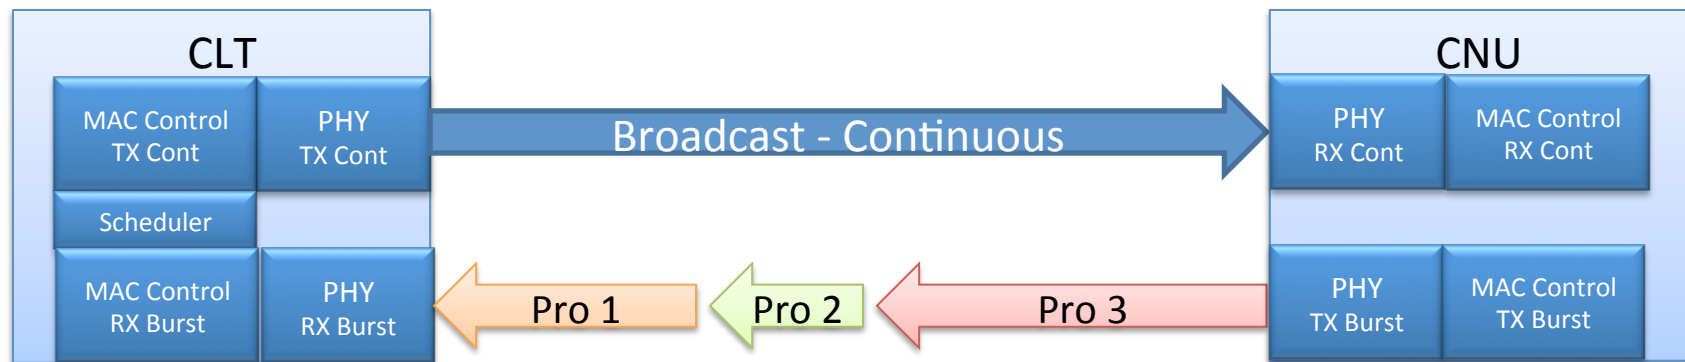 CLT
MAC Control
TX Cont
PHY
TX Cont
Scheduler
MAC Control
RX Burst
PHY
RX Burst
Broadcast - Continuous
Pro 1
Pro 2
Pro 3
CNU
PHY
RX Cont
MAC Control
RX Cont
PHY
TX Burst
MAC Control
TX Burst